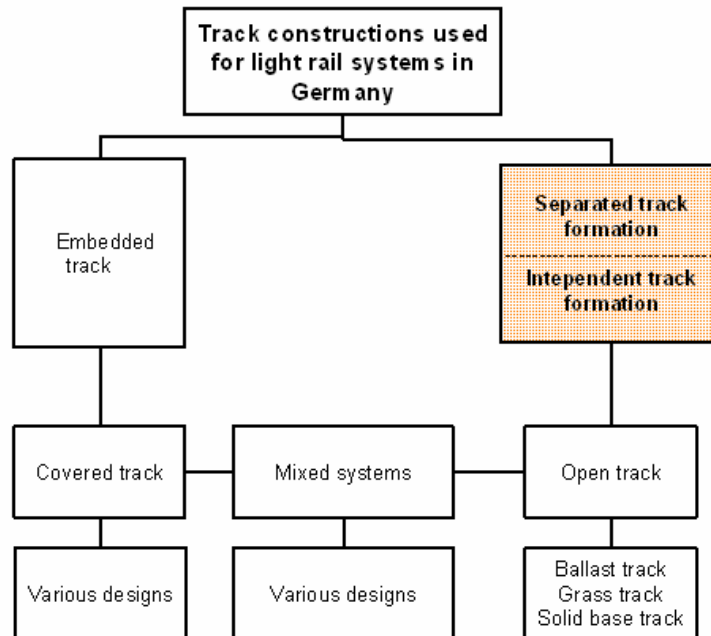 Track constructions used
for light rail systems in
Germany
Embedded
track
Separated track
formation
Intependent track
formation
Covered track
Mixed systems
Open track
Various designs
Various designs
Ballast track
Grass track
Solid base track